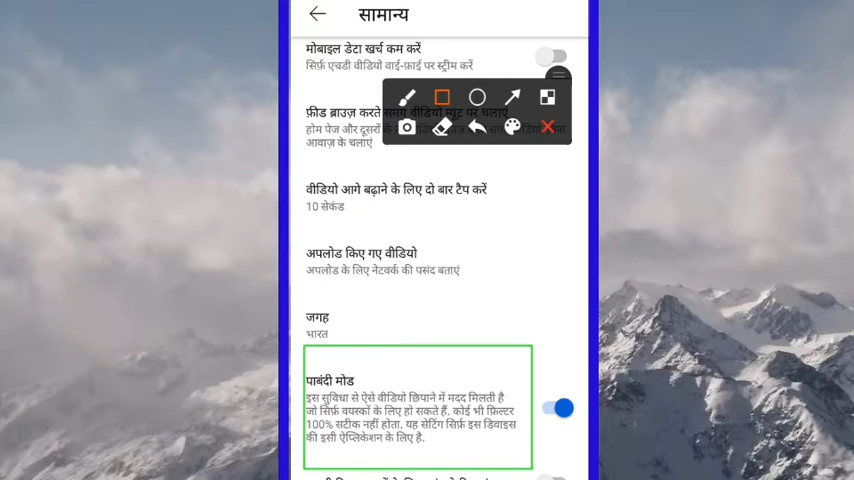 सामान्य
मोबाइल डेटा खर्च कम करें
सिर्फ़ एचडी वीडियो वाई-फ़ाई पर स्ट्रीम करें
फ़ीड ब्राउज़ करते समय वीडियो म्यूट पर चलाएं
होम पेज और दूसरों के
आवाज़ के चलाएं
वीडियो आगे बढ़ाने के लिए दो बार टैप करें
10 सेकंड
अपलोड किए गए वीडियो
अपलोड के लिए नेटवर्क की पसंद बताएं
जगह
भारत
पाबंदी मोड
इस सुविधा से ऐसे वीडियो छिपाने में मदद मिलती है
जो सिर्फ़ वयस्कों के लिए हो सकते हैं. कोई भी फ़िल्टर
100% सटीक नहीं होता. यह सेटिंग सिर्फ़ इस डिवाइस
की इसी ऐप्लिकेशन के लिए है.